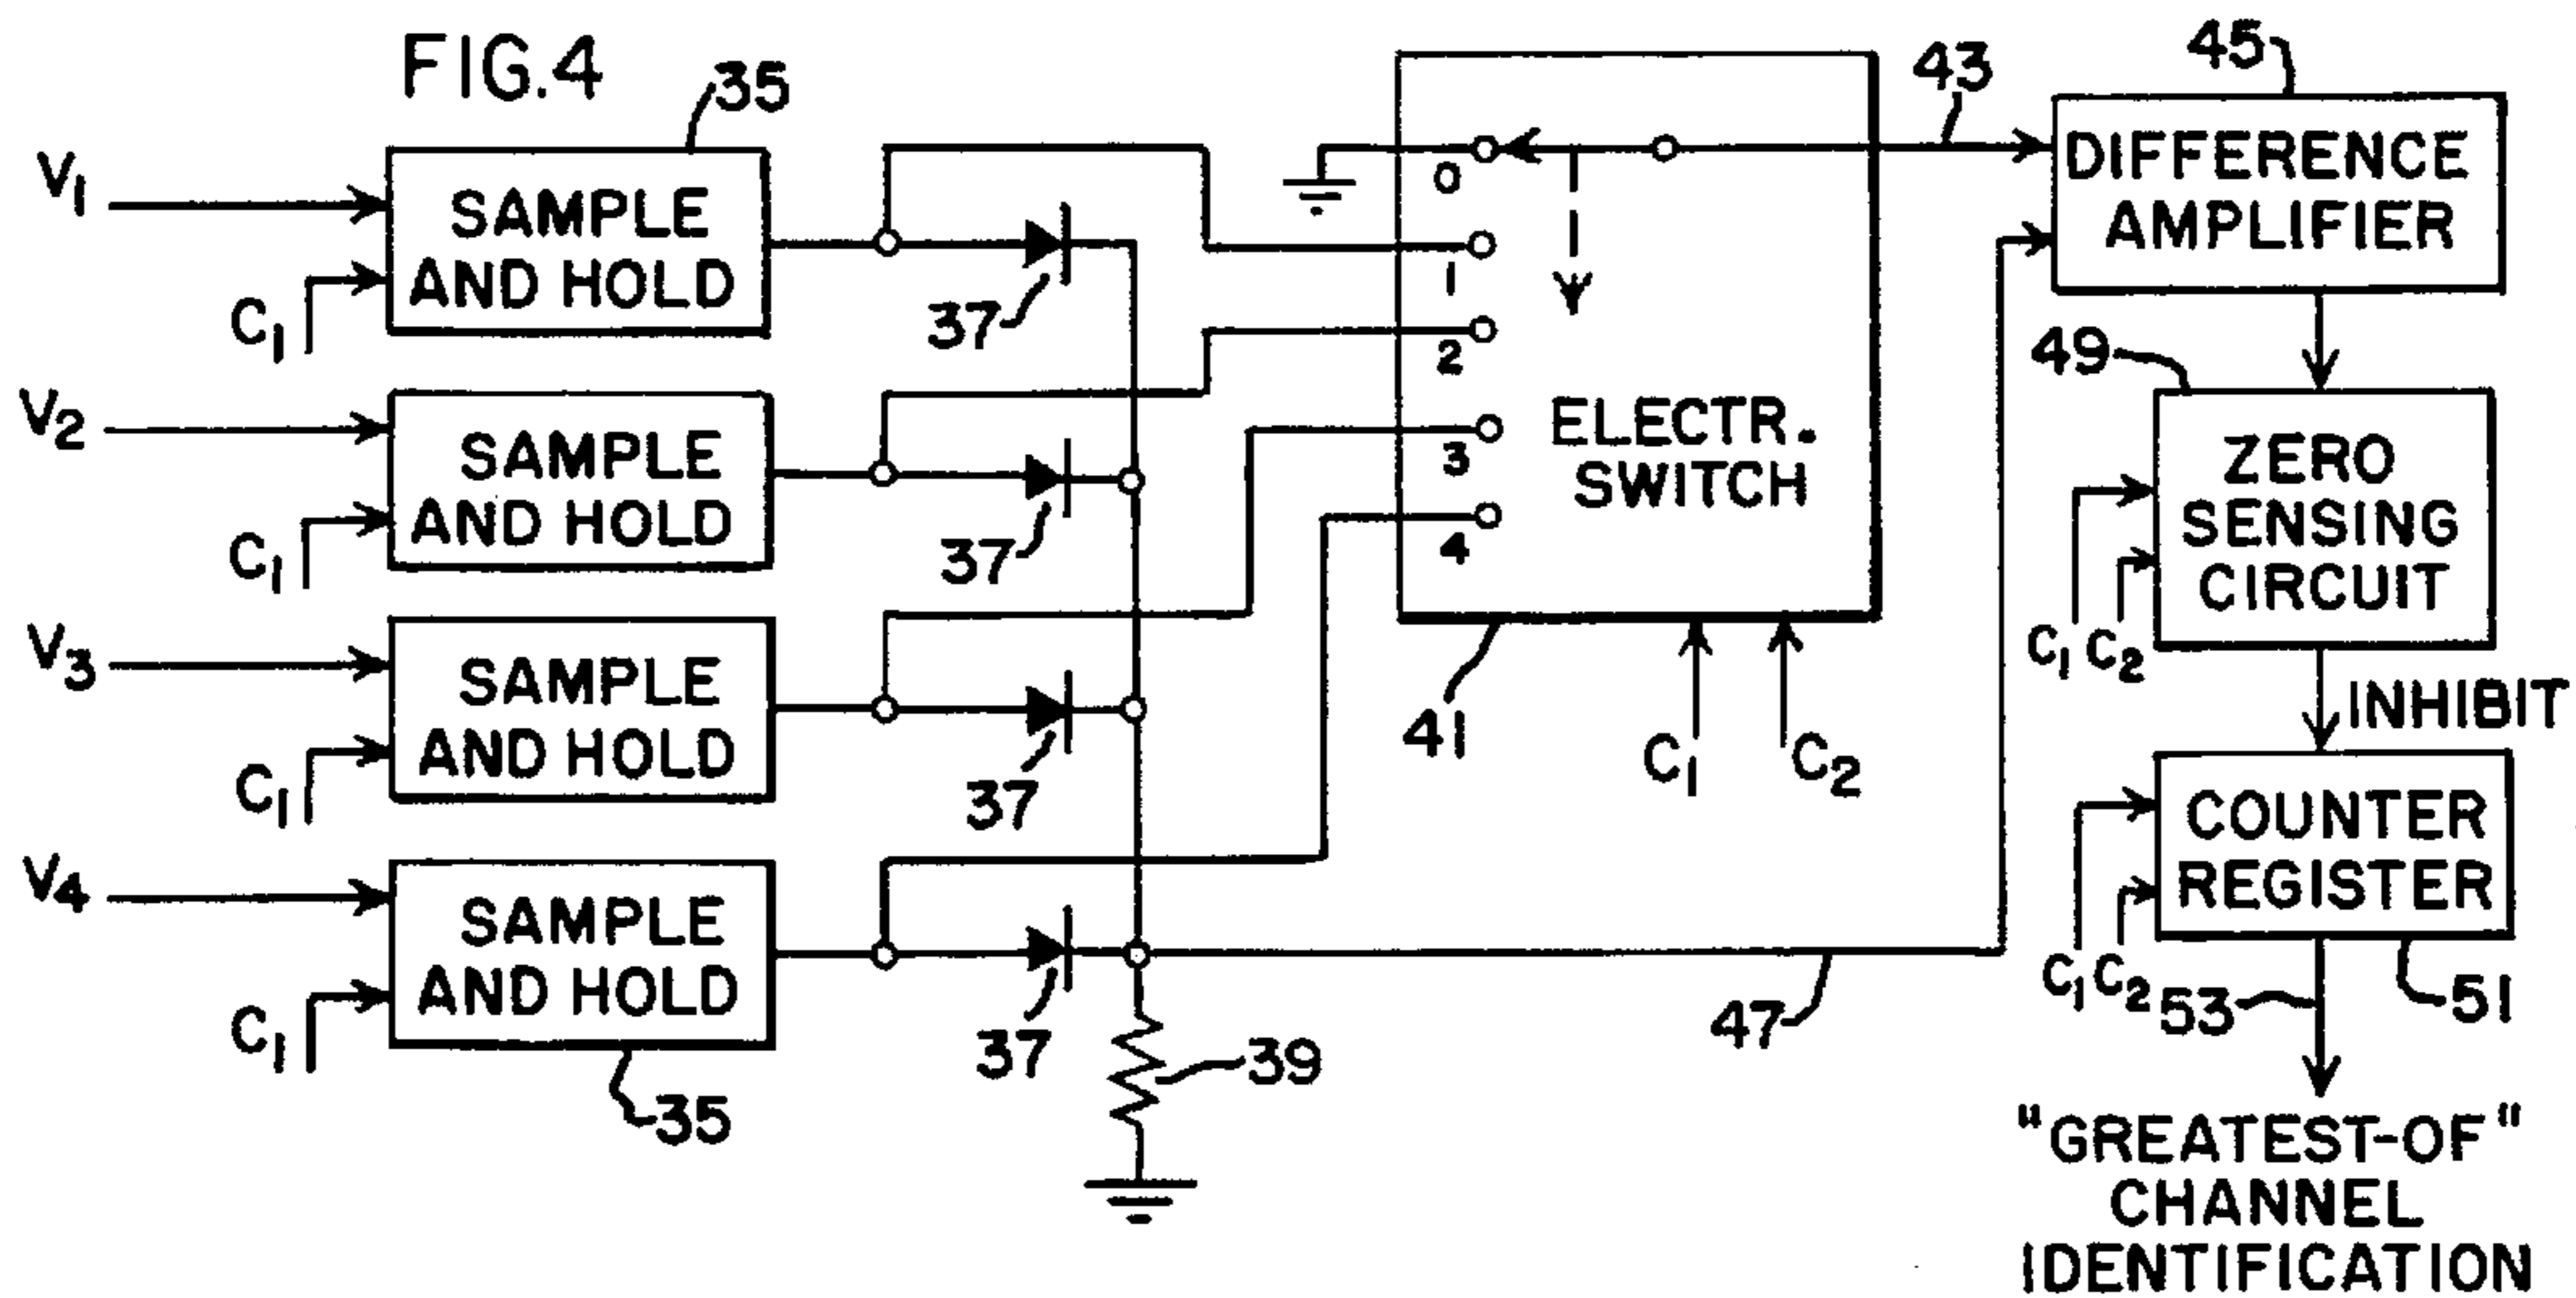 FIG.4
35
V1
SAMPLE
AND HOLD
C1
37
V2
SAMPLE
AND HOLD
C1
37
V3
SAMPLE
AND HOLD
C1
37
V4
SAMPLE
AND HOLD
C1
37
35
39
0
1
2
3
4
ELECTR.
SWITCH
41
C1
C2
43
45
DIFFERENCE
AMPLIFIER
47
49
ZERO
SENSING
CIRCUIT
C1 C2
INHIBIT
COUNTER
REGISTER
C1 C2
53
51
"GREATEST-OF"
CHANNEL
IDENTIFICATION